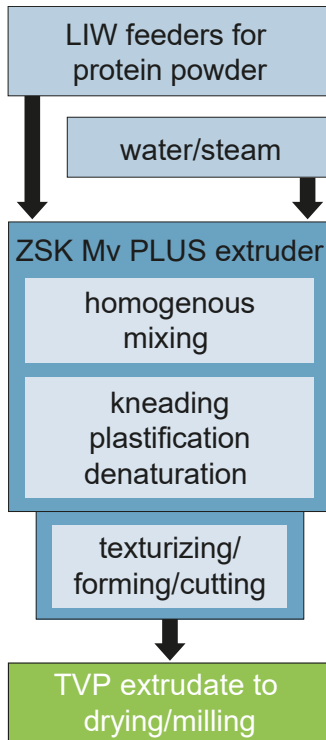 LIW feeders for
protein powder
water/steam
ZSK Mv PLUS extruder
homogenous
mixing
kneading
plastification
denaturation
texturizing/
forming/cutting
TVP extrudate to
drying/milling